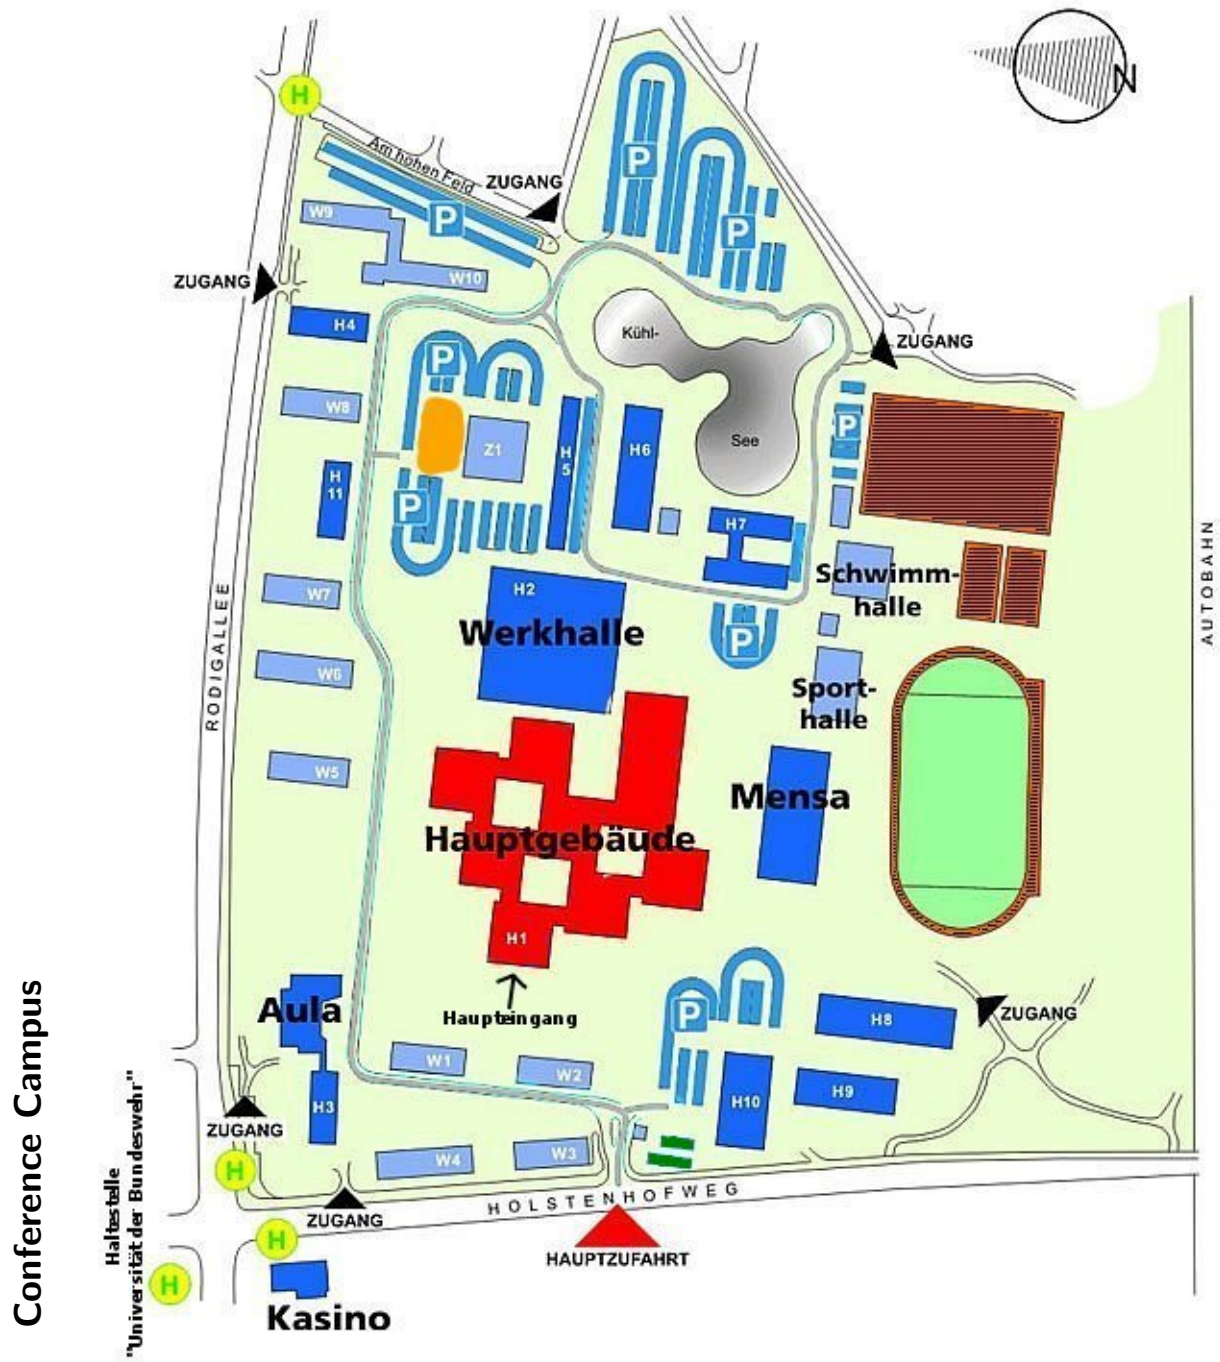 N
H
Am hohen Feld
ZUGANG
P
P
P
W9
W10
ZUGANG
H4
Kühl-
ZUGANG
P
W8
Z1
H
5
H6
See
P
H
11
P
H7
W7
H2
Schwimm-
halle
Werkhalle
P
AUTOBAHN
RODIGALLEE
W6
Sport-
halle
W5
Mensa
Hauptgebäude
H1
Haupteingang
Aula
P
H8
ZUGANG
W1
W2
H9
H10
H3
ZUGANG
W4
W3
H
HOLSTENHOFWEG
ZUGANG
HAUPTZUFAHRT
H
H
Kasino
Haltestelle
"Universität der Bundeswehr"
Conference Campus